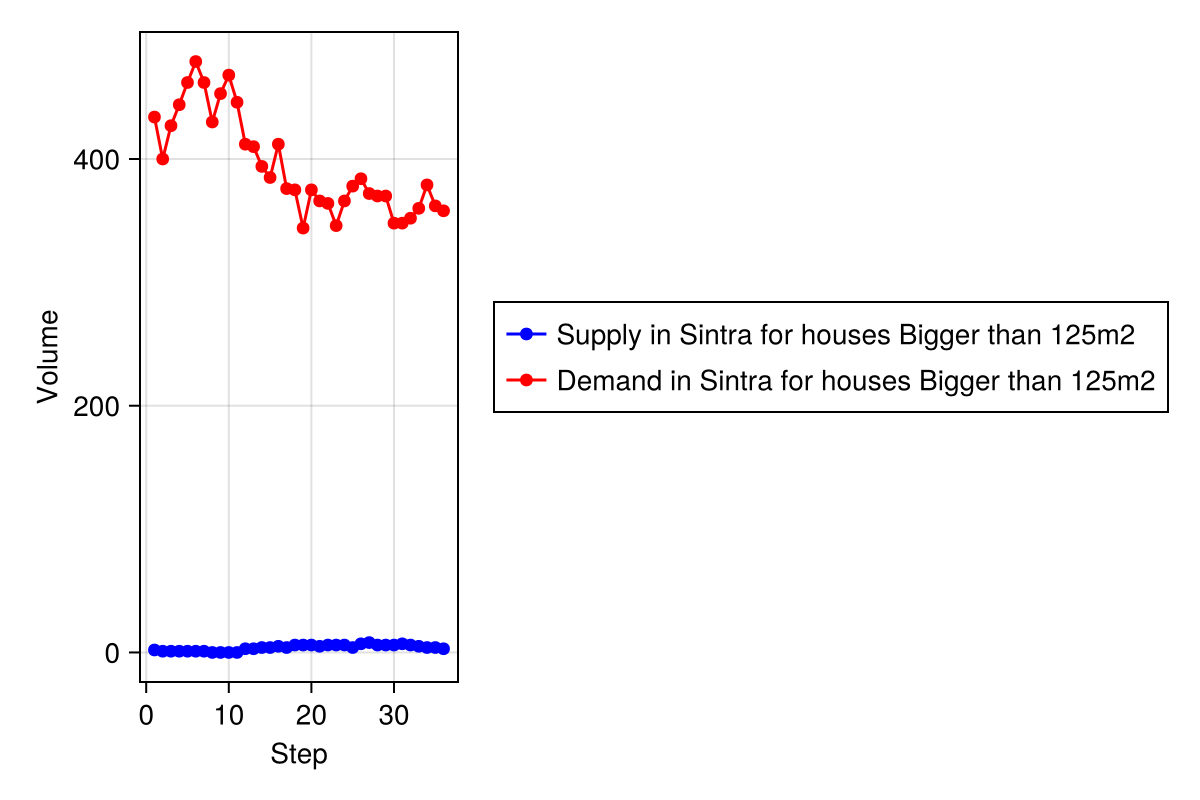 400
200
0
Volume
0 10 20 30
Step
Supply in Sintra for houses Bigger than 125m2
Demand in Sintra for houses Bigger than 125m2